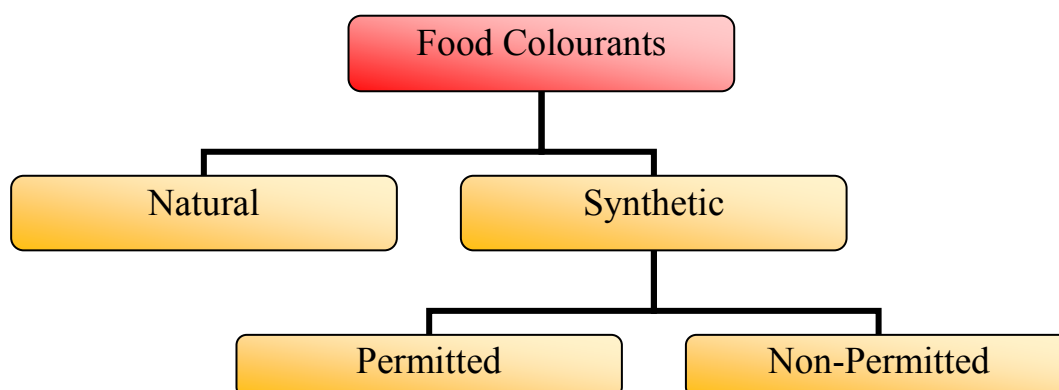 Food Colourants
Natural
Synthetic
Permitted
Non-Permitted